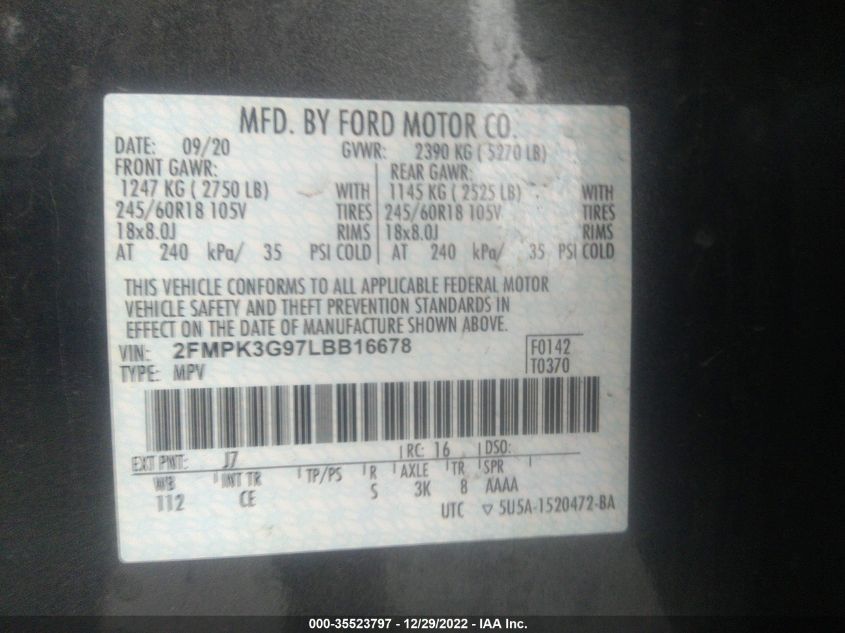 MFD. BY FORD MOTOR CO.
DATE: 09/20 GVWR: 2390 KG ( 5270 LB)
FRONT GAWR: REAR GAWR:
1247 KG ( 2750 LB) WITH 1145 KG ( 2525 LB) WITH
245/60R18 105V TIRES 245/60R18 105V TIRES
18x8.0J RIMS 18x8.0J RIMS
AT 240 kPa/ 35 PSI COLD AT 240 kPa/ 35 PSI COLD
THIS VEHICLE CONFORMS TO ALL APPLICABLE FEDERAL MOTOR
VEHICLE SAFETY AND THEFT PREVENTION STANDARDS IN
EFFECT ON THE DATE OF MANUFACTURE SHOWN ABOVE.
VIN: 2FMPK3G97LBB16678 F0142
TYPE: MPV T0370
EXT PNT: J7 RC: 16 DSO:
WB INT TR TP/PS R AXLE TR SPR
112 CE S 3K 8 AAAA
UTC ▽ 5U5A-1520472-BA
000-35523797 - 12/29/2022 - IAA Inc.